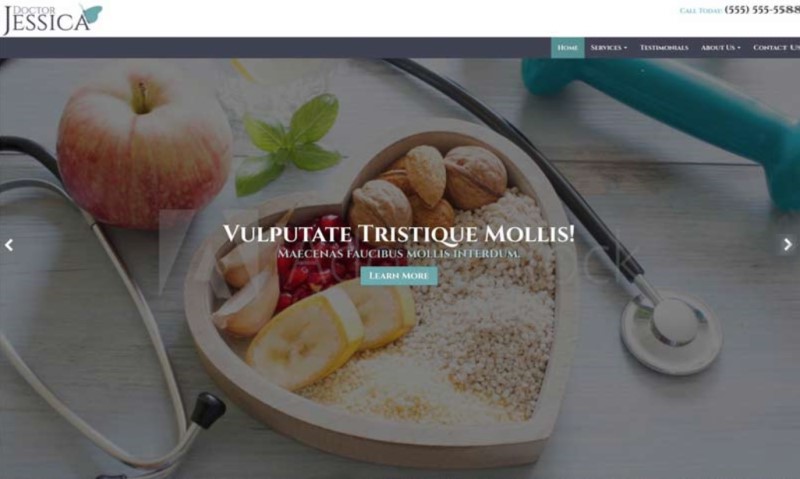 DOCTOR
JESSICA
CALL TODAY: (555) 555-5588
HOME SERVICES TESTIMONIALS ABOUT US CONTACT US
VULPUTATE TRISTIQUE MOLLIS!
MAECENAS FAUCIBUS MOLLIS INTERDUM.
LEARN MORE